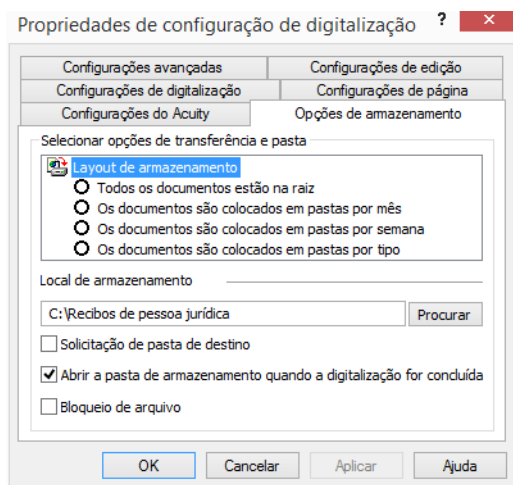 Propriedades de configuração de digitalização ? ×
Configurações avançadas Configurações de edição
Configurações de digitalização Configurações de página
Configurações do Acuity Opções de armazenamento
Selecionar opções de transferência e pasta
Layout de armazenamento
Todos os documentos estão na raiz
Os documentos são colocados em pastas por mês
Os documentos são colocados em pastas por semana
Os documentos são colocados em pastas por tipo
Local de armazenamento
C:\Recibos de pessoa jurídica Procurar
Solicitação de pasta de destino
Abrir a pasta de armazenamento quando a digitalização for concluída
Bloqueio de arquivo
OK Cancelar Aplicar Ajuda